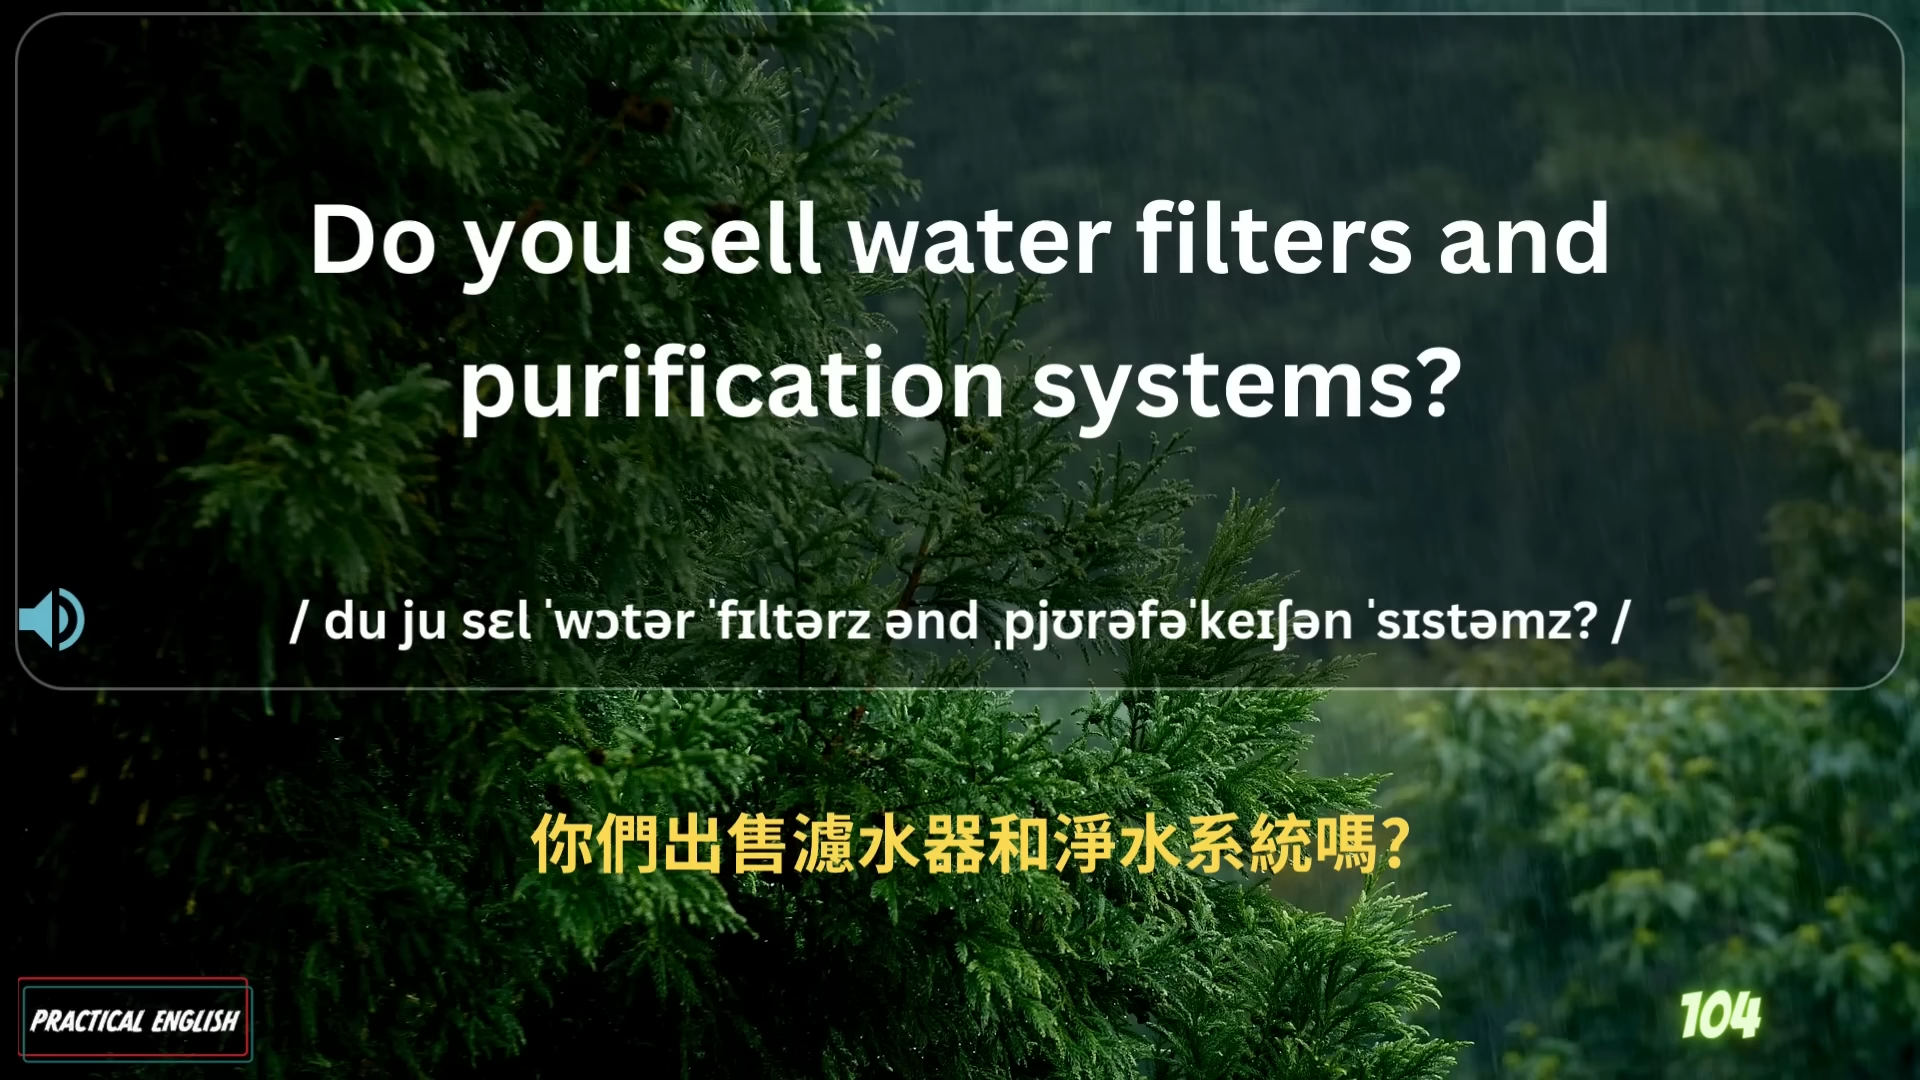 Do you sell water filters and
purification systems?
/ du ju sɛl ˈwɔtər ˈfɪltərz ənd ˌpjʊrəfəˈkeɪʃən ˈsɪstəmz? /
你們出售濾水器和淨水系統嗎?
PRACTICAL ENGLISH
104